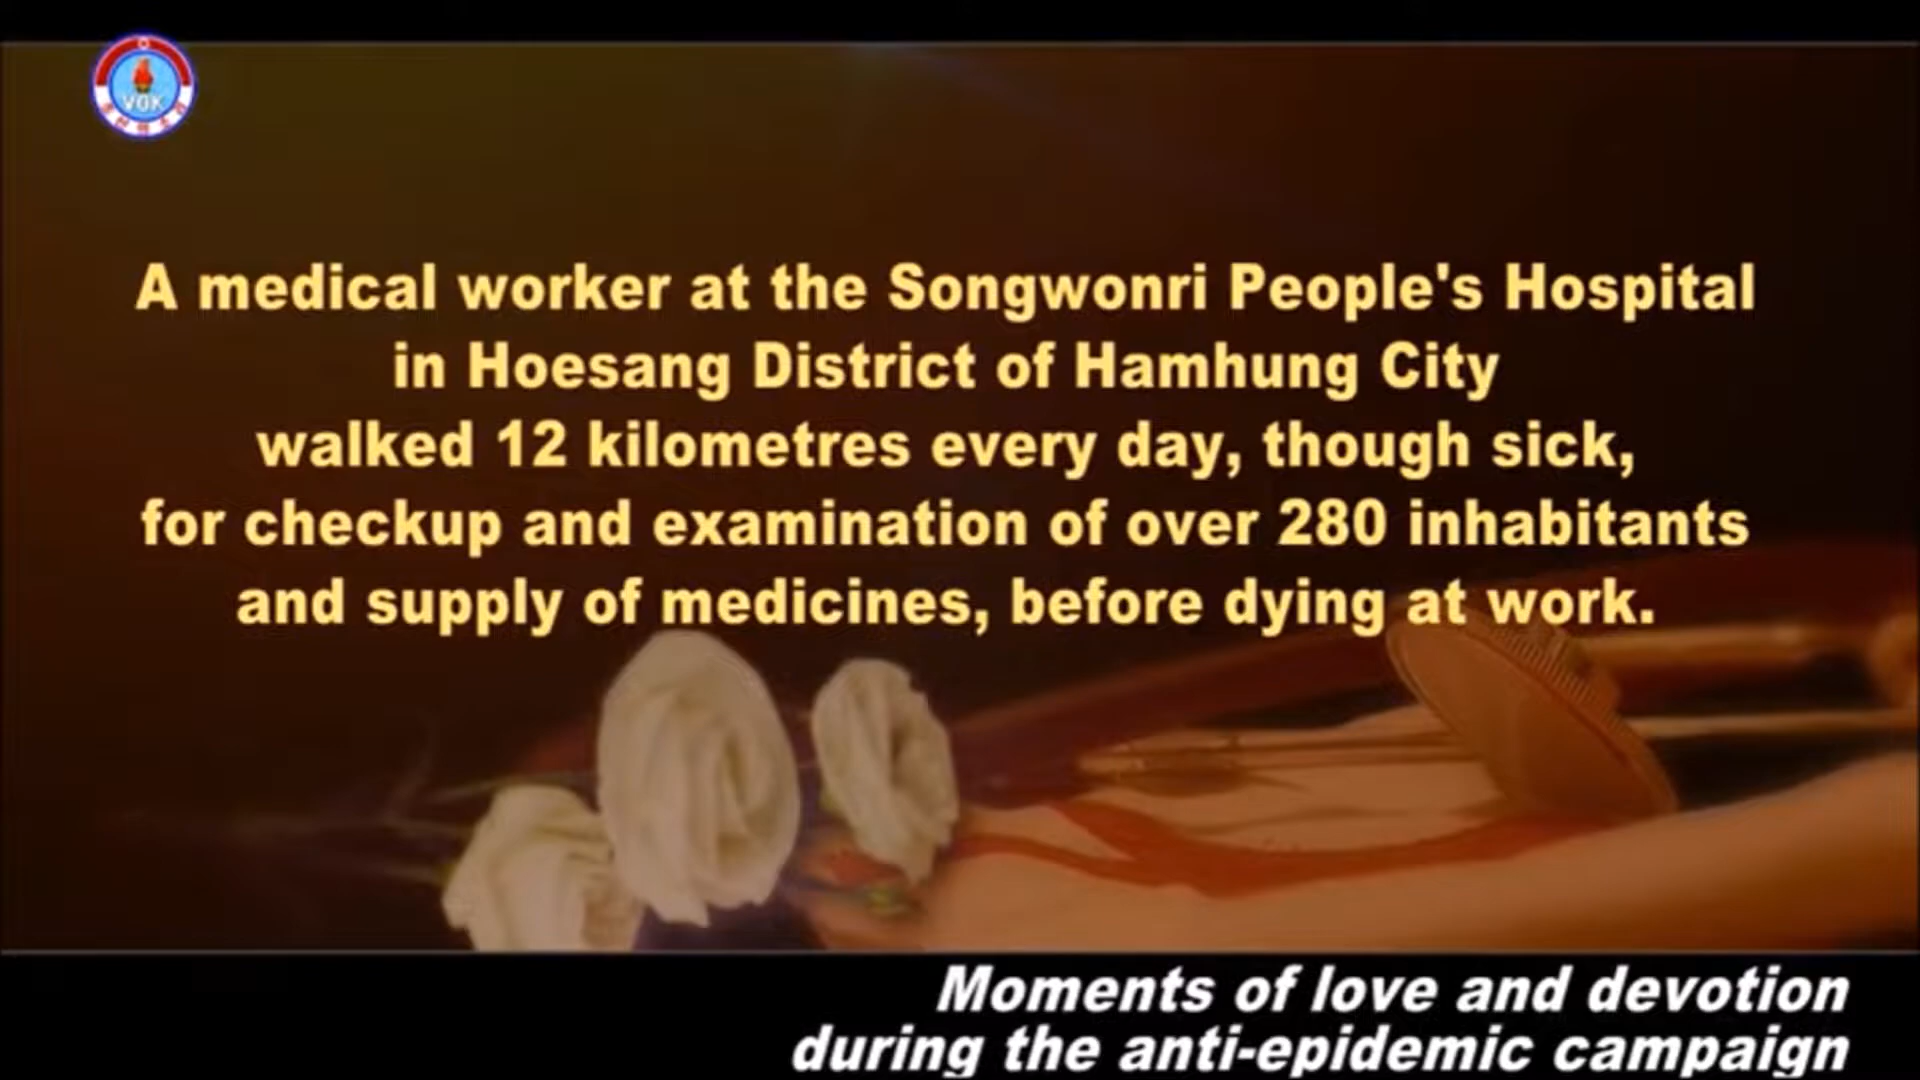 VOK
A medical worker at the Songwonri People's Hospital
in Hoesang District of Hamhung City
walked 12 kilometres every day, though sick,
for checkup and examination of over 280 inhabitants
and supply of medicines, before dying at work.
Moments of love and devotion
during the anti-epidemic campaign